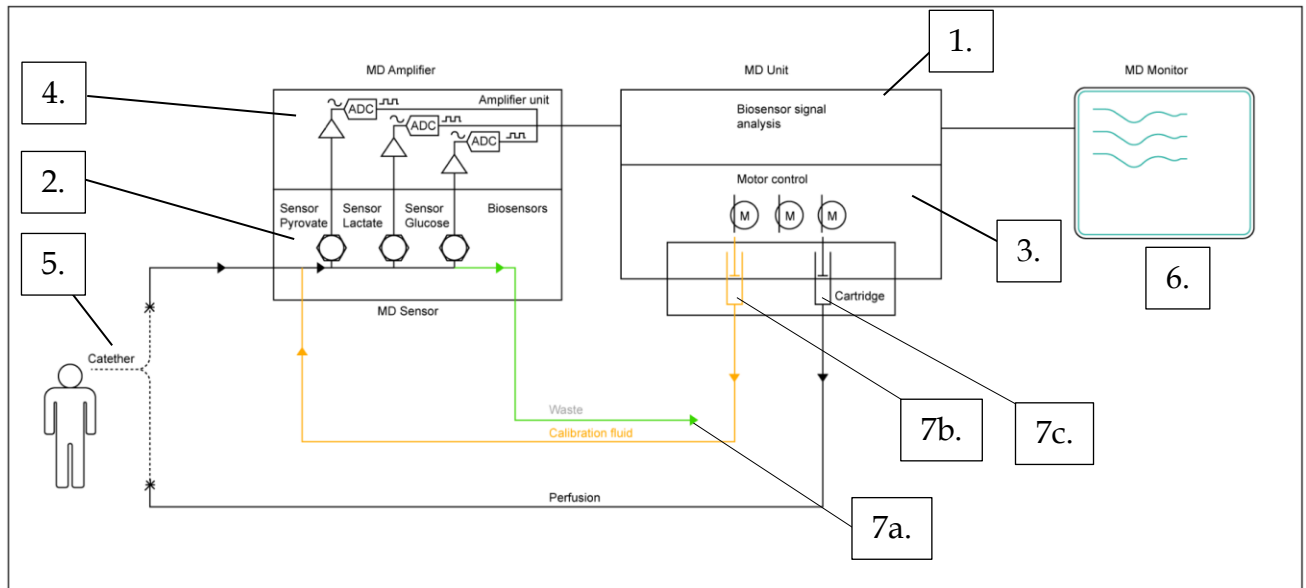 1.
MD Amplifier
MD Unit
MD Monitor
4.
ADC
Amplifier unit
ADC
ADC
Biosensor signal
analysis
2.
Motor control
Sensor
Pyrovate
Sensor
Lactate
Sensor
Glucose
Biosensors
M
M
M
3.
5.
6.
Cartridge
MD Sensor
Catether
Waste
Calibration fluid
7b.
7c.
Perfusion
7a.